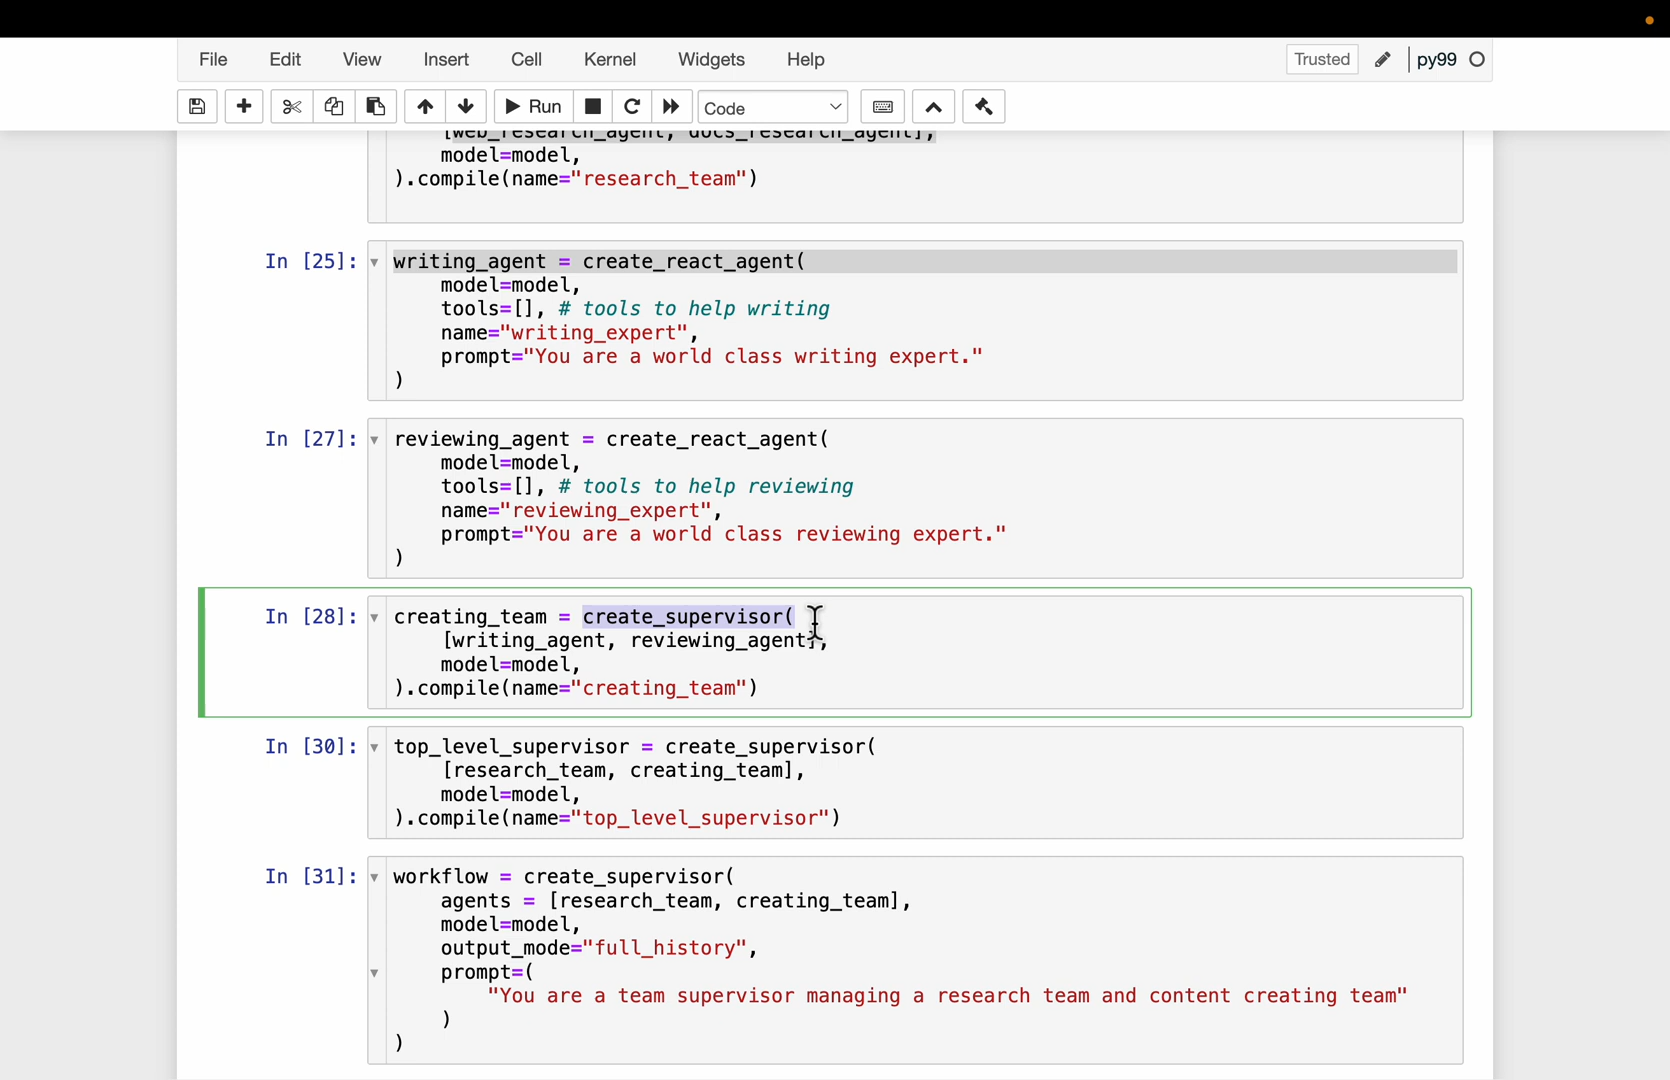 File Edit View Insert Cell Kernel Widgets Help Trusted py99
Run Code
[web_research_agent, docs_research_agent],
model=model,
).compile(name="research_team")
In [25]: writing_agent = create_react_agent(
model=model,
tools=[], # tools to help writing
name="writing_expert",
prompt="You are a world class writing expert."
)
In [27]: reviewing_agent = create_react_agent(
model=model,
tools=[], # tools to help reviewing
name="reviewing_expert",
prompt="You are a world class reviewing expert."
)
In [28]: creating_team = create_supervisor(
[writing_agent, reviewing_agent],
model=model,
).compile(name="creating_team")
In [30]: top_level_supervisor = create_supervisor(
[research_team, creating_team],
model=model,
).compile(name="top_level_supervisor")
In [31]: workflow = create_supervisor(
agents = [research_team, creating_team],
model=model,
output_mode="full_history",
prompt=(
"You are a team supervisor managing a research team and content creating team"
)
)